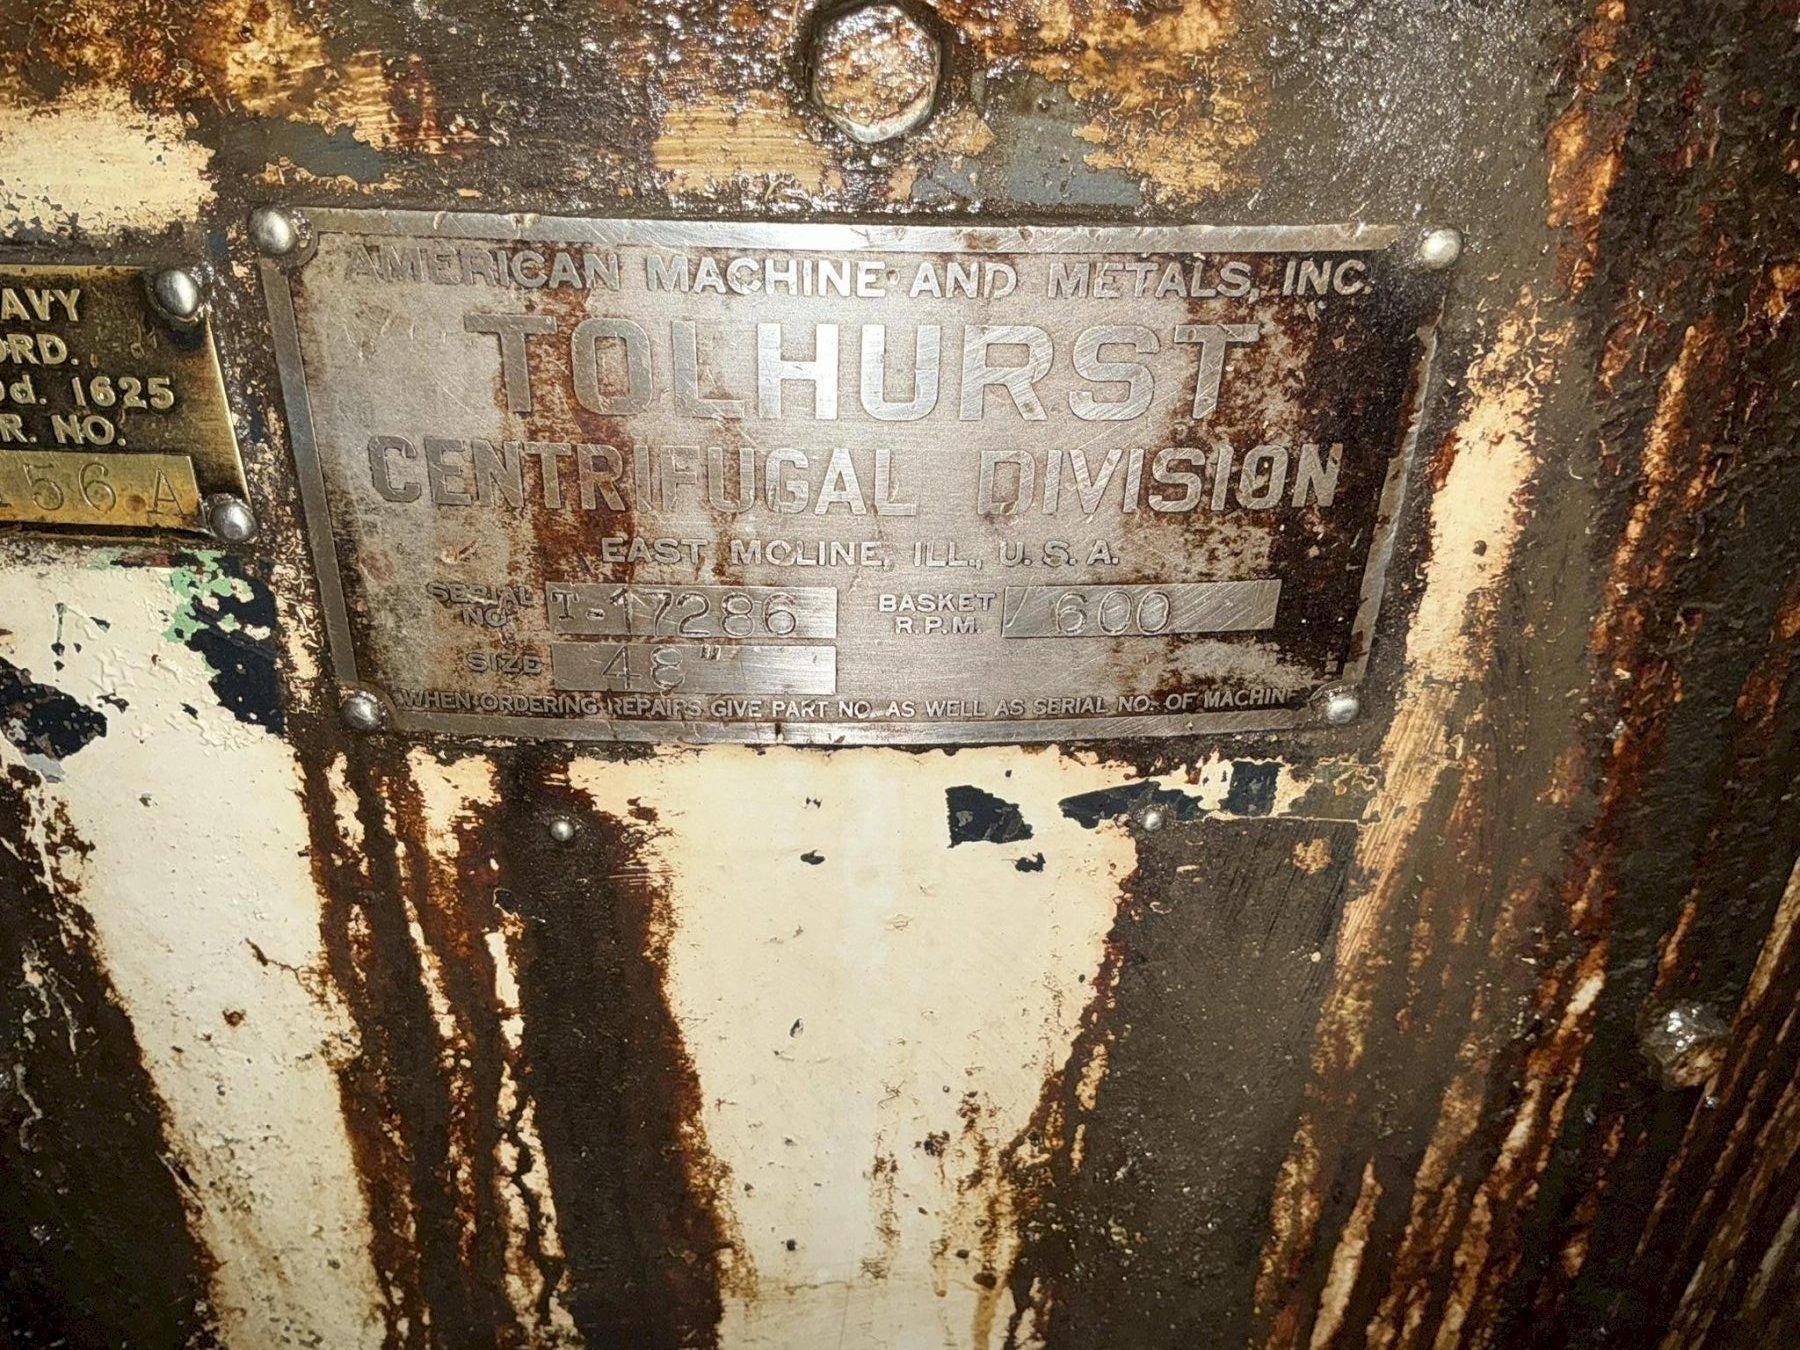 AVY
ORD.
od. 1625
R. NO.
156 A
AMERICAN MACHINE AND METALS, INC.
TOLHURST
CENTRIFUGAL DIVISION
EAST MOLINE, ILL., U. S. A.
SERIAL NO. T-17286 BASKET R.P.M. 600
SIZE 48"
WHEN ORDERING REPAIRS GIVE PART NO. AS WELL AS SERIAL NO. OF MACHINE